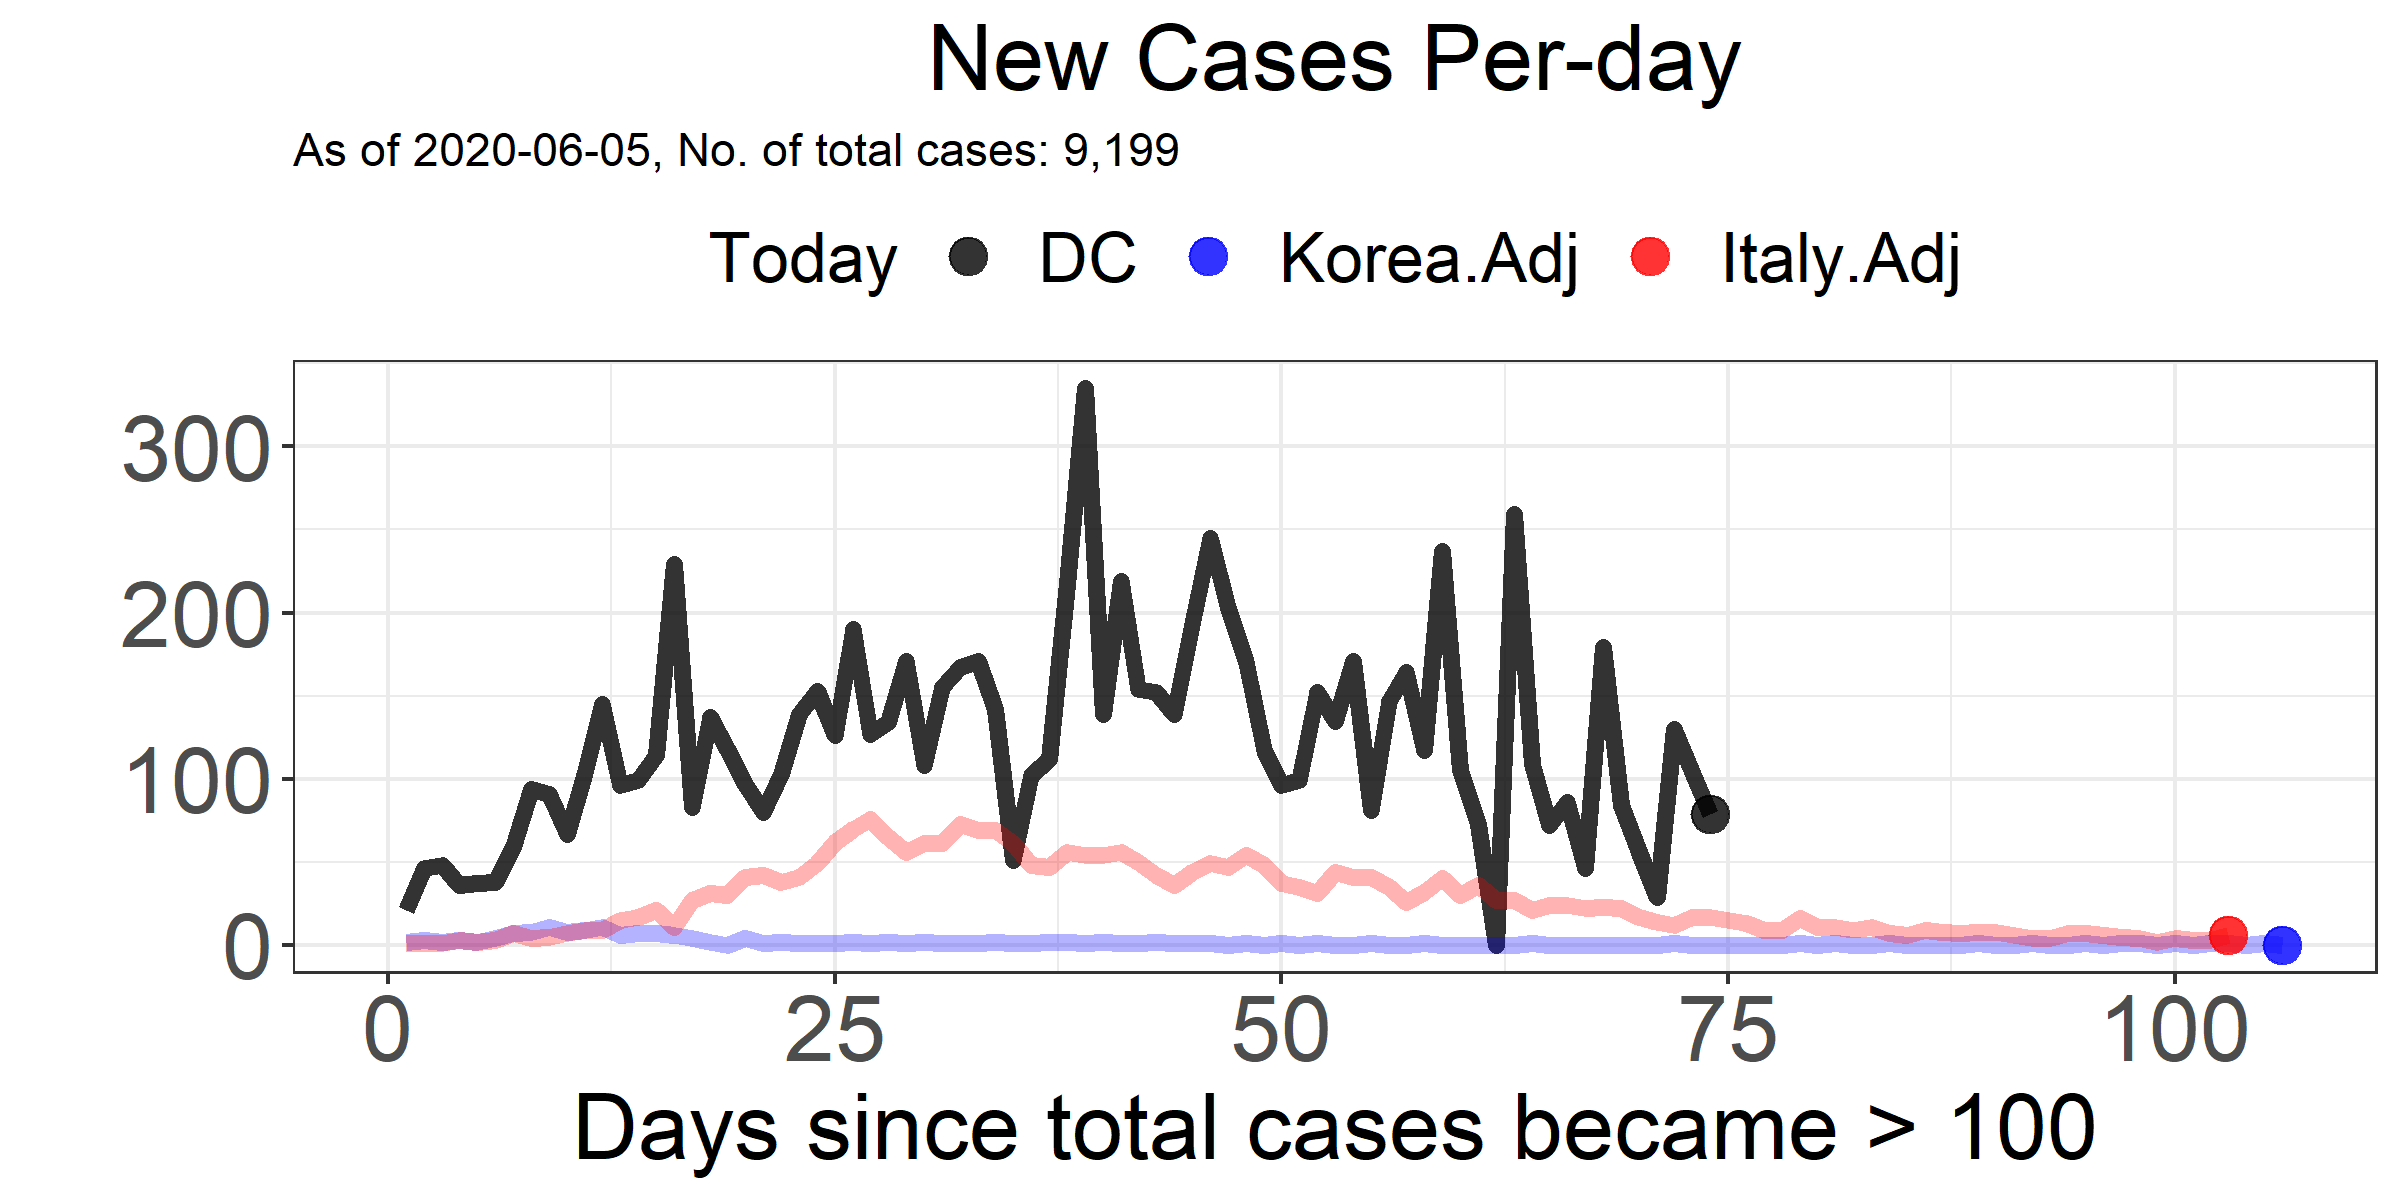 New Cases Per-day
As of 2020-06-05, No. of total cases: 9,199
Today DC Korea.Adj Italy.Adj
300
200
100
0
0 25 50 75 100
Days since total cases became > 100